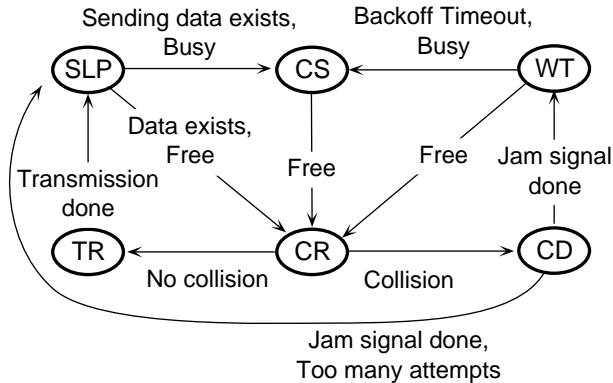 Sending data exists,
Busy
Backoff Timeout,
Busy
SLP
CS
WT
Data exists,
Free
Free
Free
Jam signal
done
Transmission
done
TR
CR
CD
No collision
Collision
Jam signal done,
Too many attempts